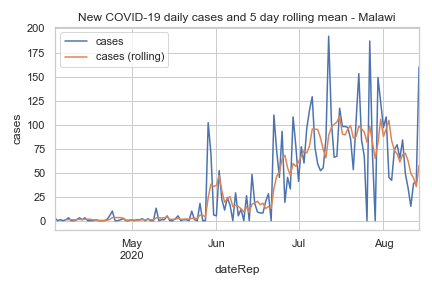 New COVID-19 daily cases and 5 day rolling mean - Malawi
cases
cases (rolling)
200
175
150
125
100
75
50
25
0
cases
May
2020
Jun
Jul
Aug
dateRep